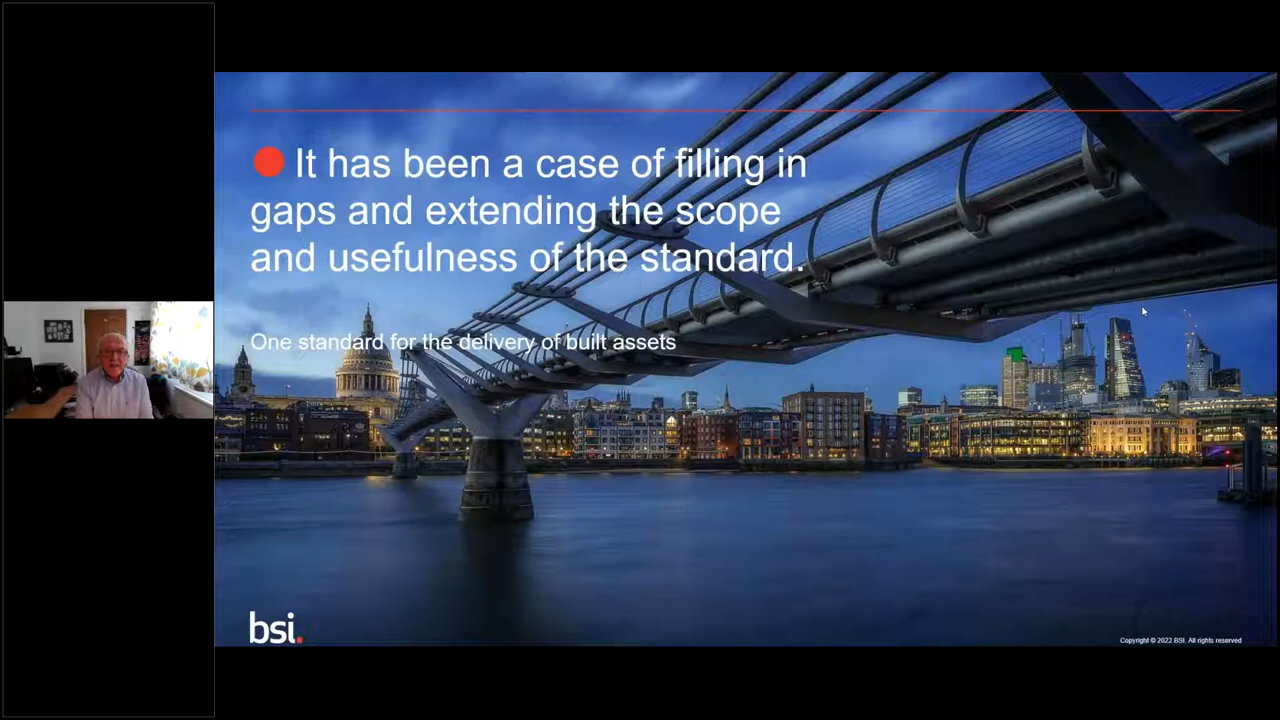 It has been a case of filling in
gaps and extending the scope
and usefulness of the standard.
One standard for the delivery of built assets
bsi.
Copyright © 2022 BSI. All rights reserved